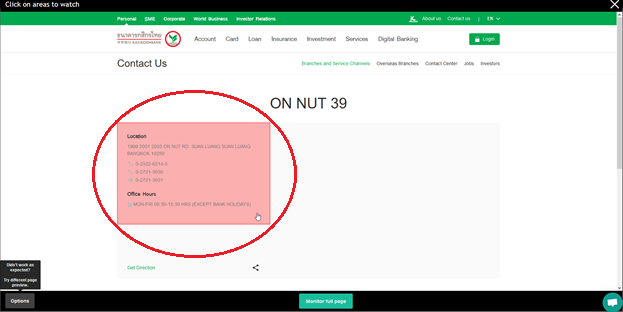 Click on areas to watch
Personal SME Corporate World Business Investor Relations
About us Contact us | EN
ธนาคารกสิกรไทย
Account Card Loan Insurance Investment Services Digital Banking
Login
Contact Us
Branches and Service Channels Overseas Branches Contact Center Jobs Investors
ON NUT 39
Location
1999 2001 2003 ON NUT RD. SUAN LUANG SUAN LUANG
BANGKOK 10250
0-2721-3030
0-2721-3031
Office Hours
MON-FRI 08.30-15.30 HRS (EXCEPT BANK HOLIDAYS)
Get Direction
Didn't work as
expected?
Try different page
preview.
Options
Monitor full page